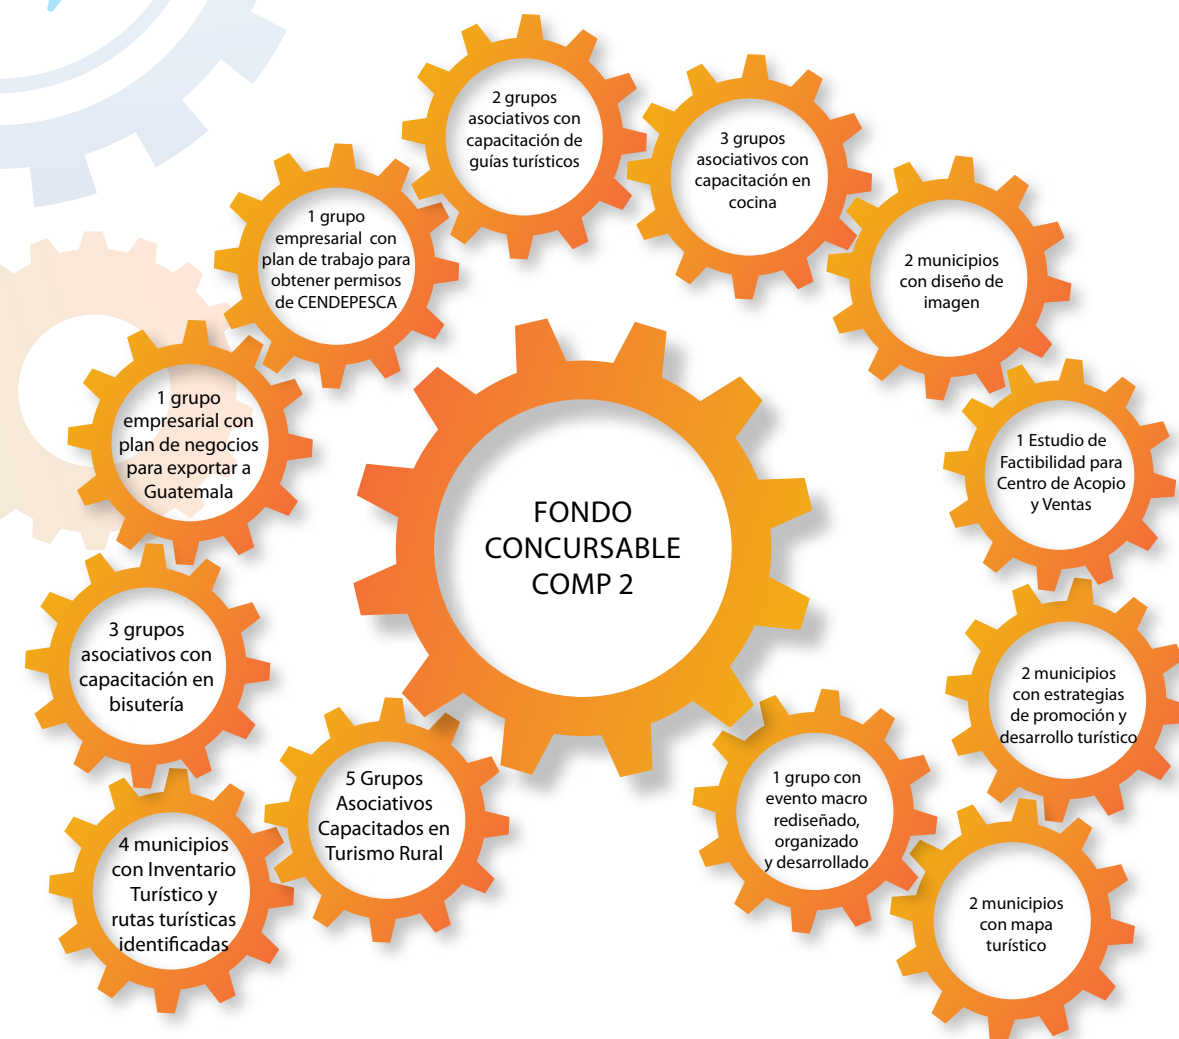 2 grupos
asociativos con
capacitación de
guías turísticos
3 grupos
asociativos con
capacitación en
cocina
2 municipios
con diseño de
imagen
1 Estudio de
Factibilidad para
Centro de Acopio
y Ventas
2 municipios
con estrategias
de promoción y
desarrollo turístico
2 municipios
con mapa
turístico
1 grupo con
evento macro
rediseñado,
organizado
y desarrollado
5 Grupos
Asociativos
Capacitados en
Turismo Rural
4 municipios
con Inventario
Turístico y
rutas turísticas
identificadas
3 grupos
asociativos con
capacitación en
bisutería
1 grupo
empresarial con
plan de negocios
para exportar a
Guatemala
1 grupo
empresarial con
plan de trabajo para
obtener permisos
de CENDEPESCA
FONDO
CONCURSABLE
COMP 2